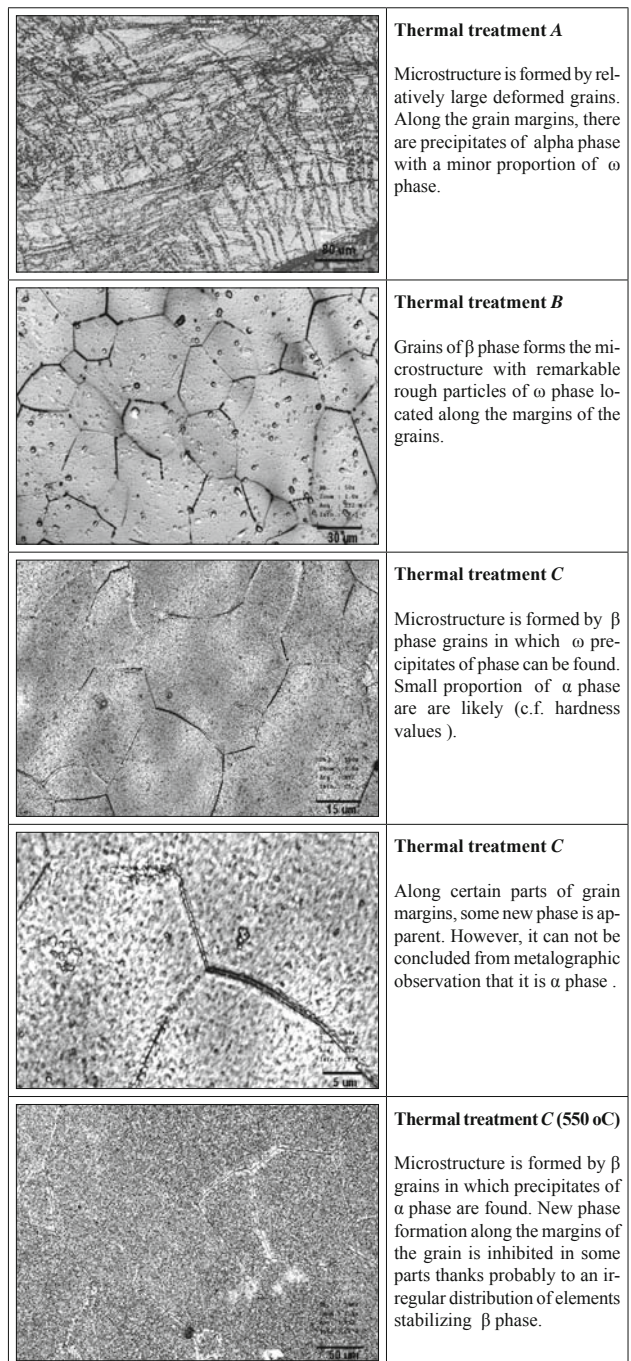 Thermal treatment A
Microstructure is formed by rel-
atively large deformed grains.
Along the grain margins, there
are precipitates of alpha phase
with a minor proportion of ω
phase.
80 um
Thermal treatment B
Grains of β phase forms the mi-
crostructure with remarkable
rough particles of ω phase lo-
cated along the margins of the
grains.
30 um
Thermal treatment C
Microstructure is formed by β
phase grains in which ω pre-
cipitates of phase can be found.
Small proportion of α phase
are are likely (c.f. hardness
values ).
15 um
Thermal treatment C
Along certain parts of grain
margins, some new phase is ap-
parent. However, it can not be
concluded from metalographic
observation that it is α phase .
5 um
Thermal treatment C (550 oC)
Microstructure is formed by β
grains in which precipitates of
α phase are found. New phase
formation along the margins of
the grain is inhibited in some
parts thanks probably to an ir-
regular distribution of elements
stabilizing β phase.
50 um